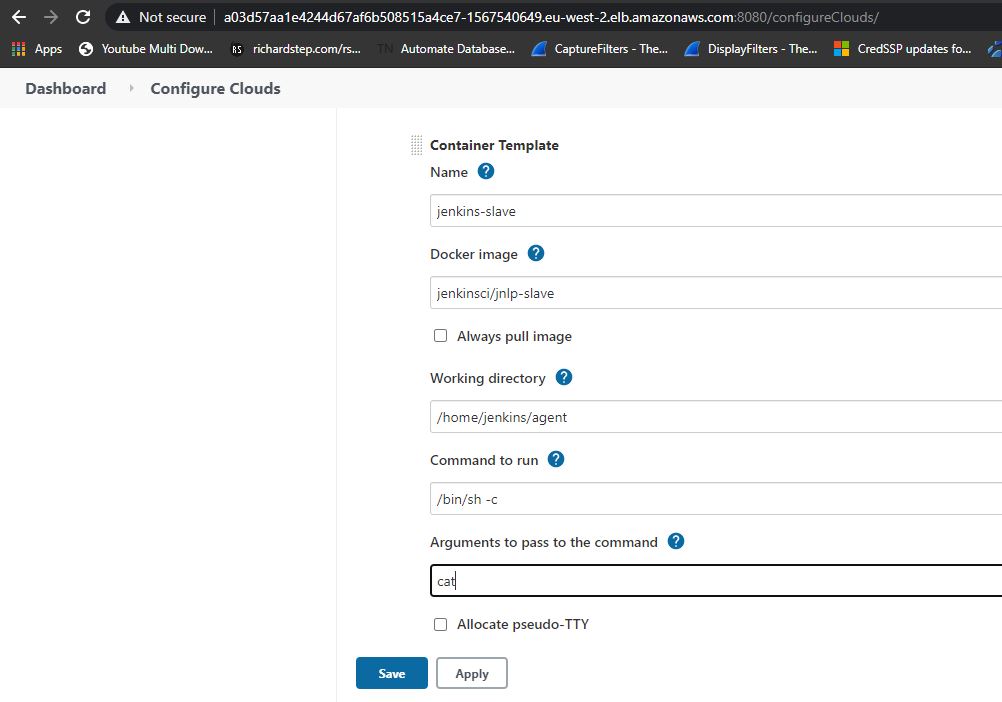 Not secure | a03d57aa1e4244d67af6b508515a4ce7-1567540649.eu-west-2.elb.amazonaws.com:8080/configureClouds/
Apps Youtube Multi Dow... RS richardstep.com/rs... TN Automate Database... CaptureFilters - The... DisplayFilters - The... CredSSP updates fo...
Dashboard Configure Clouds
Container Template
Name ?
jenkins-slave
Docker image ?
jenkinsci/jnlp-slave
Always pull image
Working directory ?
/home/jenkins/agent
Command to run ?
/bin/sh -c
Arguments to pass to the command ?
cat
Allocate pseudo-TTY
Save Apply